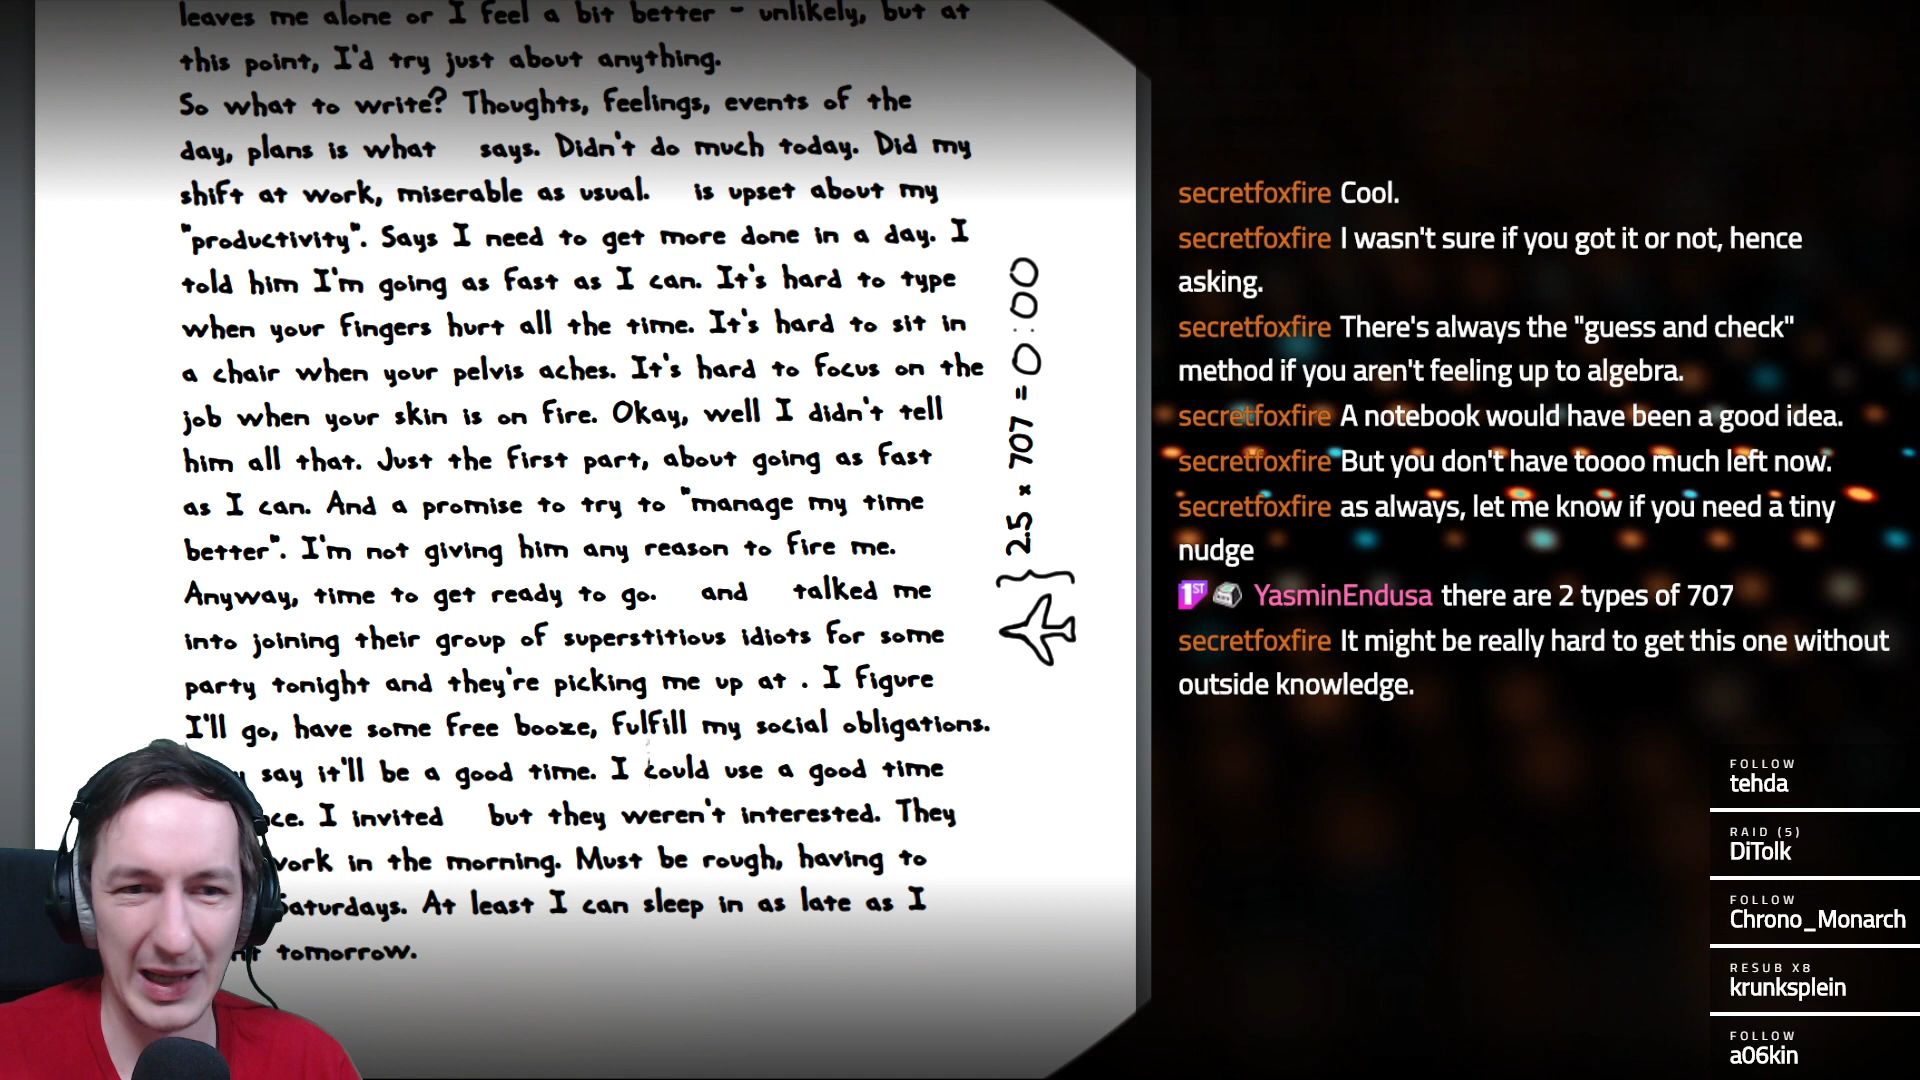 leaves me alone or I feel a bit better - unlikely, but at
this point, I'd try just about anything.
So what to write? Thoughts, feelings, events of the
day, plans is what says. Didn't do much today. Did my
shift at work, miserable as usual. is upset about my
"productivity". Says I need to get more done in a day. I
told him I'm going as fast as I can. It's hard to type
when your fingers hurt all the time. It's hard to sit in
a chair when your pelvis aches. It's hard to focus on the
job when your skin is on fire. Okay, well I didn't tell
him all that. Just the first part, about going as fast
as I can. And a promise to try to "manage my time
better". I'm not giving him any reason to fire me.
Anyway, time to get ready to go. and talked me
into joining their group of superstitious idiots for some
party tonight and they're picking me up at . I figure
I'll go, have some free booze, fulfill my social obligations.
say it'll be a good time. I could use a good time
I invited but they weren't interested. They
work in the morning. Must be rough, having to
Saturdays. At least I can sleep in as late as I
tomorrow.
2.5 × 707 = 0:00
secretfoxfire Cool.
secretfoxfire I wasn't sure if you got it or not, hence
asking.
secretfoxfire There's always the "guess and check"
method if you aren't feeling up to algebra.
secretfoxfire A notebook would have been a good idea.
secretfoxfire But you don't have toooo much left now.
secretfoxfire as always, let me know if you need a tiny
nudge
1ST YasminEndusa there are 2 types of 707
secretfoxfire It might be really hard to get this one without
outside knowledge.
FOLLOW
tehda
RAID (5)
DiTolk
FOLLOW
Chrono_Monarch
RESUB X8
krunksplein
FOLLOW
a06kin